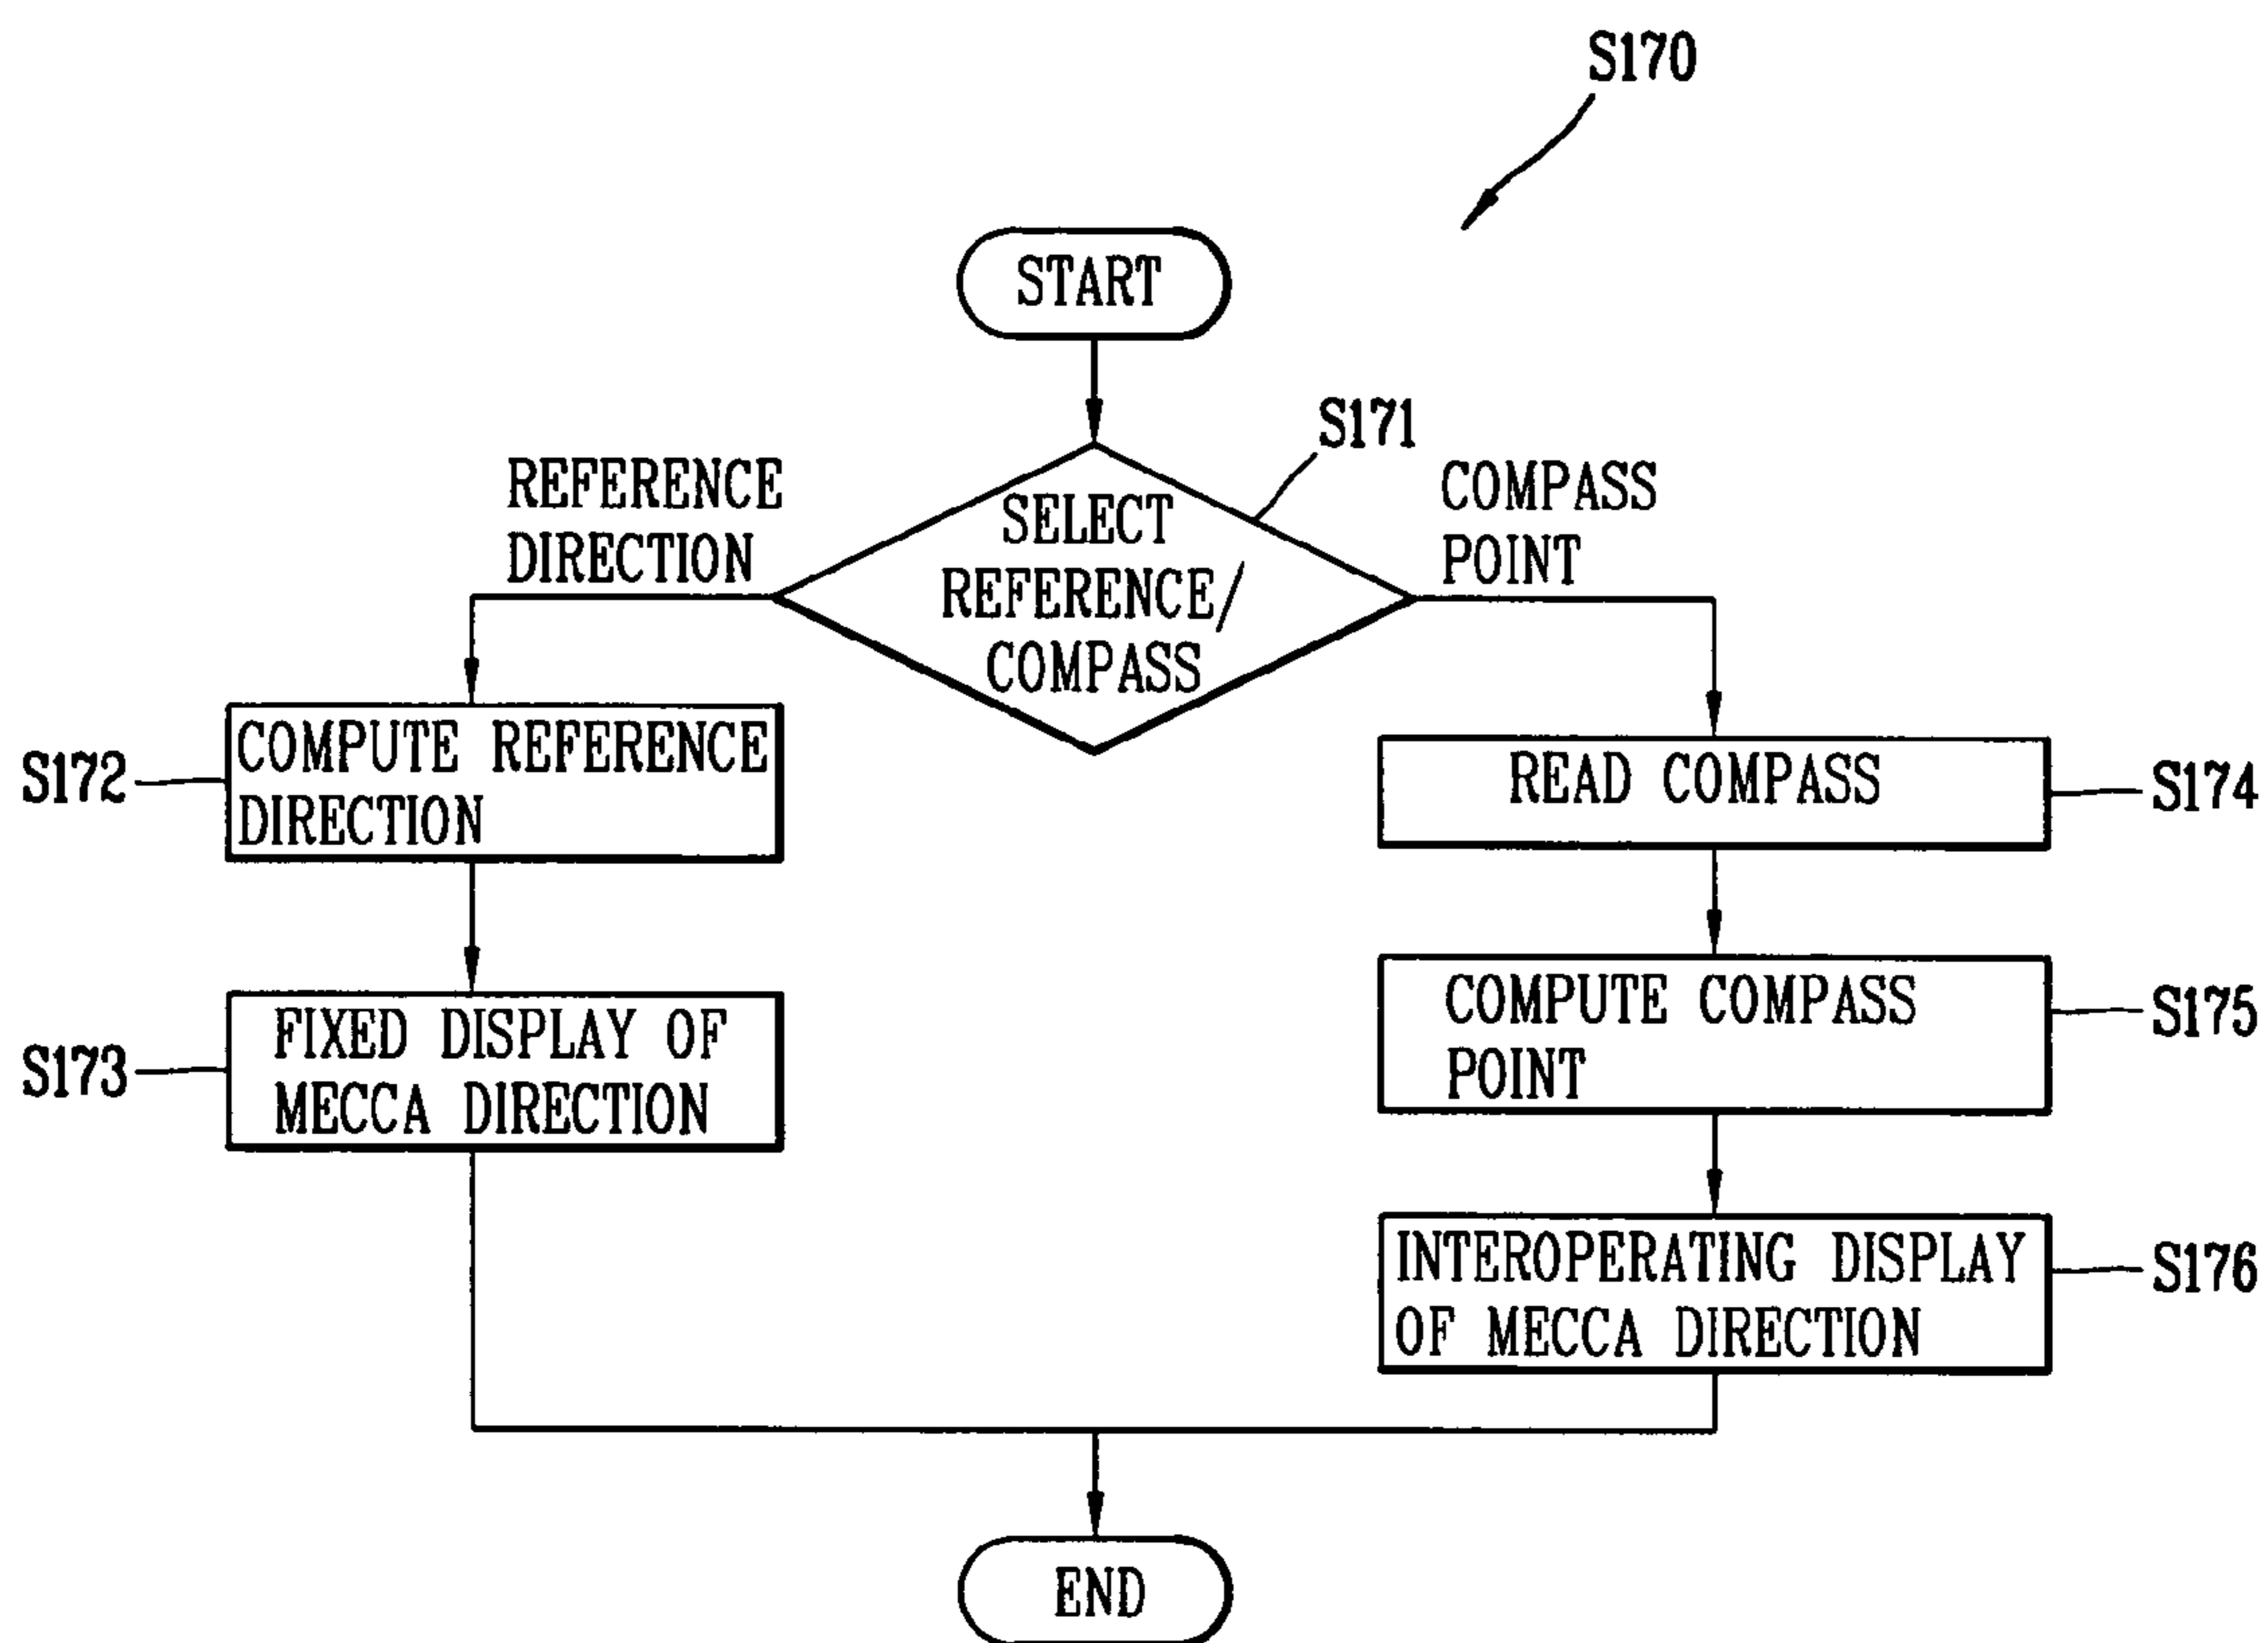 S170
START
S171
REFERENCE
DIRECTION
SELECT
REFERENCE/
COMPASS
COMPASS
POINT
S172
COMPUTE REFERENCE
DIRECTION
READ COMPASS
S174
S173
FIXED DISPLAY OF
MECCA DIRECTION
COMPUTE COMPASS
POINT
S175
INTEROPERATING DISPLAY
OF MECCA DIRECTION
S176
END